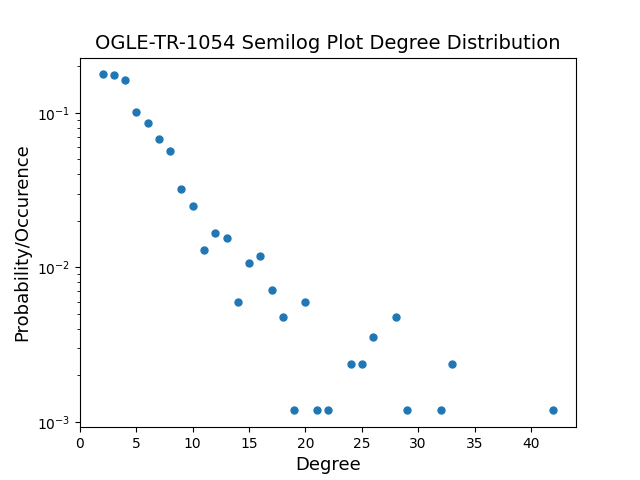 OGLE-TR-1054 Semilog Plot Degree Distribution
Probability/Occurence
10⁻¹
10⁻²
10⁻³
0 5 10 15 20 25 30 35 40
Degree